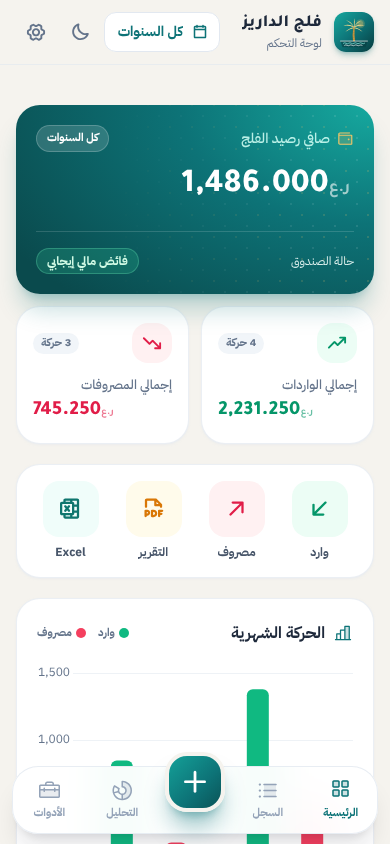 فلج الداريز
لوحة التحكم
كل السنوات
صافي رصيد الفلج
كل السنوات
1,486.000 ر.ع
حالة الصندوق
فائض مالي إيجابي
4 حركة
إجمالي الواردات
2,231.250 ر.ع
3 حركة
إجمالي المصروفات
745.250 ر.ع
وارد
مصروف
التقرير
PDF
Excel
الحركة الشهرية
وارد
مصروف
1,500
1,000
الرئيسية
السجل
التحليل
الأدوات